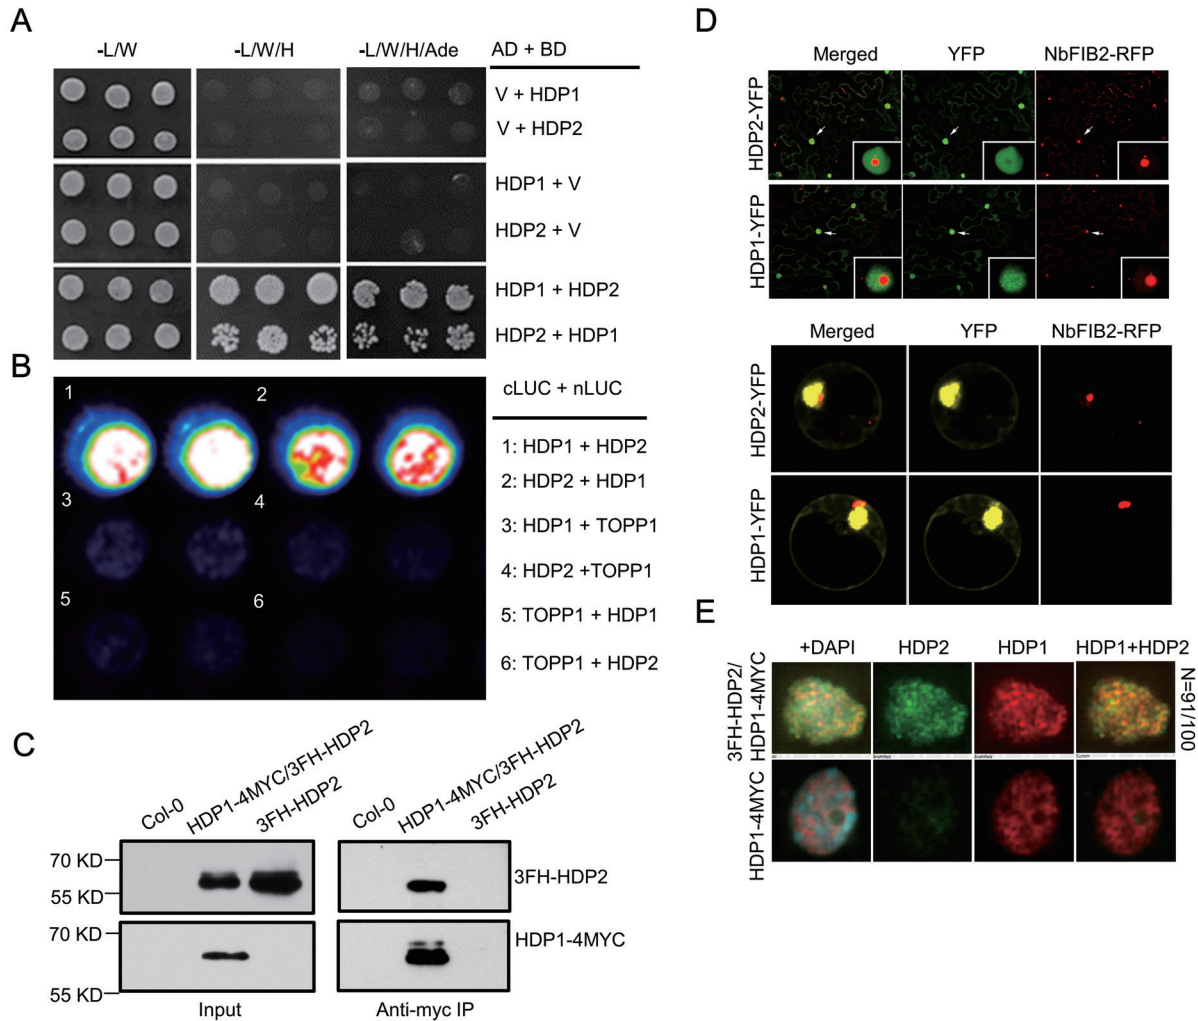 A
-L/W
-L/W/H
-L/W/H/Ade
AD + BD
V + HDP1
V + HDP2
HDP1 + V
HDP2 + V
HDP1 + HDP2
HDP2 + HDP1
B
1
2
3
4
5
6
cLUC + nLUC
1: HDP1 + HDP2
2: HDP2 + HDP1
3: HDP1 + TOPP1
4: HDP2 +TOPP1
5: TOPP1 + HDP1
6: TOPP1 + HDP2
C
Col-0
HDP1-4MYC/3FH-HDP2
3FH-HDP2
Col-0
HDP1-4MYC/3FH-HDP2
3FH-HDP2
70 KD
55 KD
3FH-HDP2
70 KD
55 KD
HDP1-4MYC
Input
Anti-myc IP
D
Merged
YFP
NbFIB2-RFP
HDP2-YFP
HDP1-YFP
Merged
YFP
NbFIB2-RFP
HDP2-YFP
HDP1-YFP
E
+DAPI
HDP2
HDP1
HDP1+HDP2
3FH-HDP2/
HDP1-4MYC
N=91/100
All
Brightfield
Brightfield
Custom
HDP1-4MYC